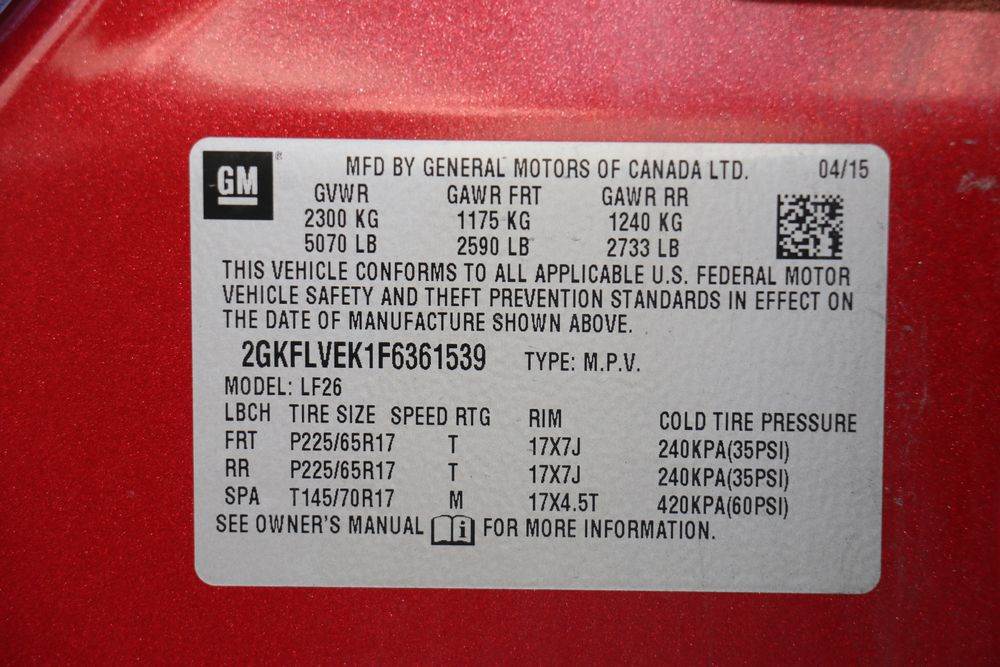 GM® MFD BY GENERAL MOTORS OF CANADA LTD. 04/15
GVWR GAWR FRT GAWR RR
2300 KG 1175 KG 1240 KG
5070 LB 2590 LB 2733 LB
THIS VEHICLE CONFORMS TO ALL APPLICABLE U.S. FEDERAL MOTOR
VEHICLE SAFETY AND THEFT PREVENTION STANDARDS IN EFFECT ON
THE DATE OF MANUFACTURE SHOWN ABOVE.
2GKFLVEK1F6361539 TYPE: M.P.V.
MODEL: LF26
LBCH TIRE SIZE SPEED RTG RIM COLD TIRE PRESSURE
FRT P225/65R17 T 17X7J 240KPA(35PSI)
RR P225/65R17 T 17X7J 240KPA(35PSI)
SPA T145/70R17 M 17X4.5T 420KPA(60PSI)
SEE OWNER'S MANUAL i FOR MORE INFORMATION.